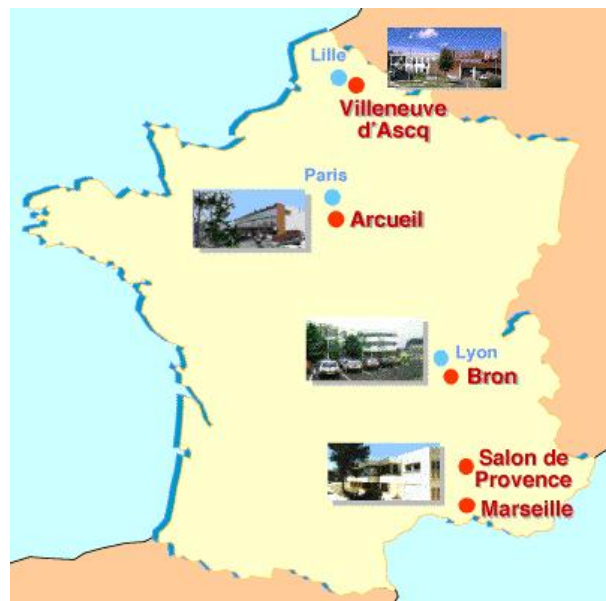 Lille
Villeneuve
d'Ascq
Paris
Arcueil
Lyon
Bron
Salon de
Provence
Marseille